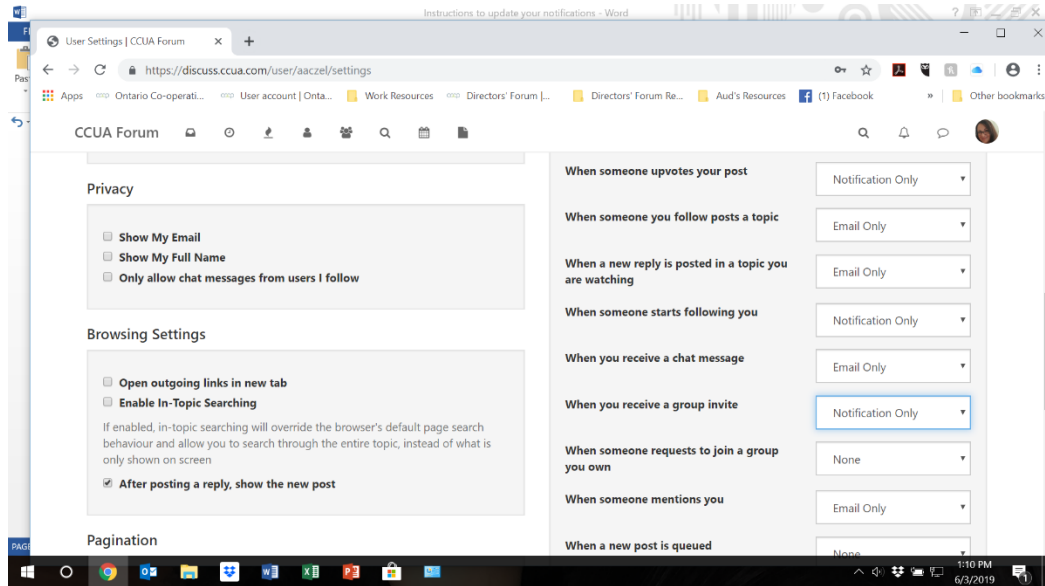 Instructions to update your notifications - Word
?
User Settings | CCUA Forum
https://discuss.ccua.com/user/aaczel/settings
Apps
Ontario Co-operati...
User account | Onta...
Work Resources
Directors' Forum |...
Directors' Forum Re...
Aud's Resources
(1) Facebook
»
Other bookmarks
CCUA Forum
Privacy
Show My Email
Show My Full Name
Only allow chat messages from users I follow
Browsing Settings
Open outgoing links in new tab
Enable In-Topic Searching
If enabled, in-topic searching will override the browser's default page search
behaviour and allow you to search through the entire topic, instead of what is
only shown on screen
After posting a reply, show the new post
Pagination
When someone upvotes your post
Notification Only
When someone you follow posts a topic
Email Only
When a new reply is posted in a topic you
are watching
Email Only
When someone starts following you
Notification Only
When you receive a chat message
Email Only
When you receive a group invite
Notification Only
When someone requests to join a group
you own
None
When someone mentions you
Email Only
When a new post is queued
None
1:10 PM
6/3/2019